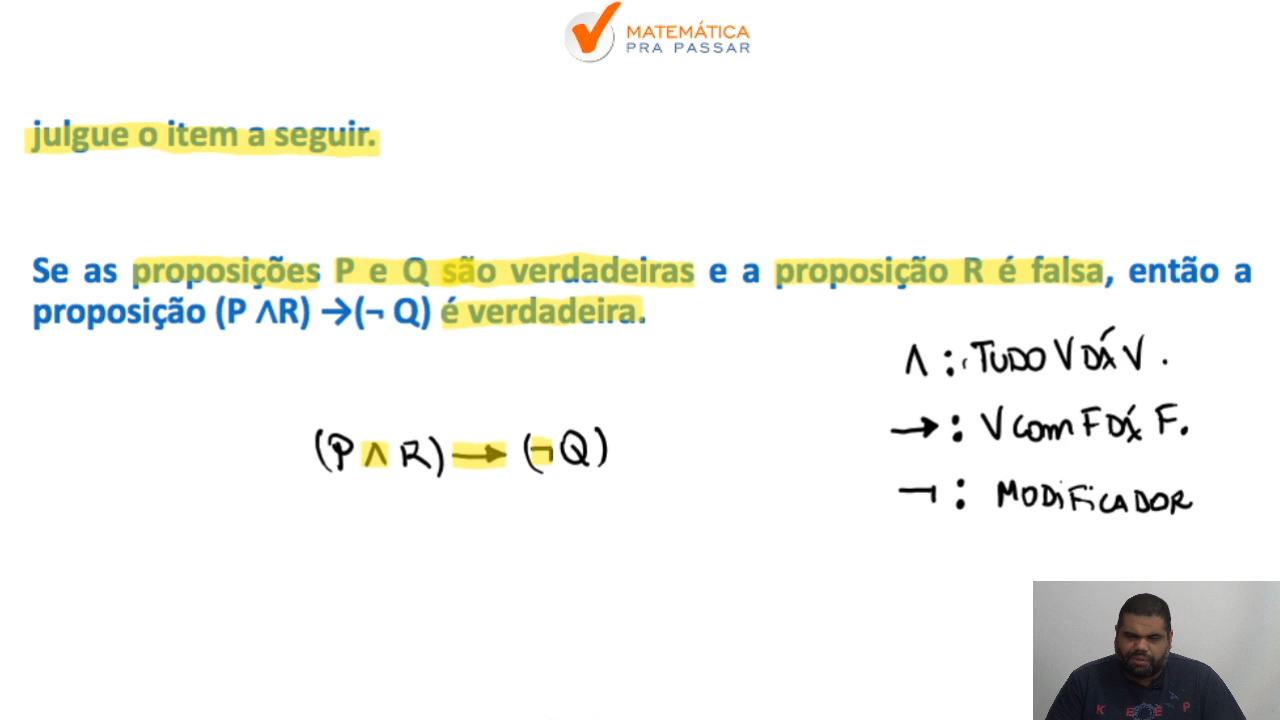 MATEMÁTICA
PRA PASSAR
julgue o item a seguir.
Se as proposições P e Q são verdadeiras e a proposição R é falsa, então a
proposição (P ∧R) →(¬ Q) é verdadeira.
∧ : TUDO V DÁ V .
(P ∧ R) → (¬ Q)
→ : V com F DÁ F.
¬ : MODIFICADOR
K E E P